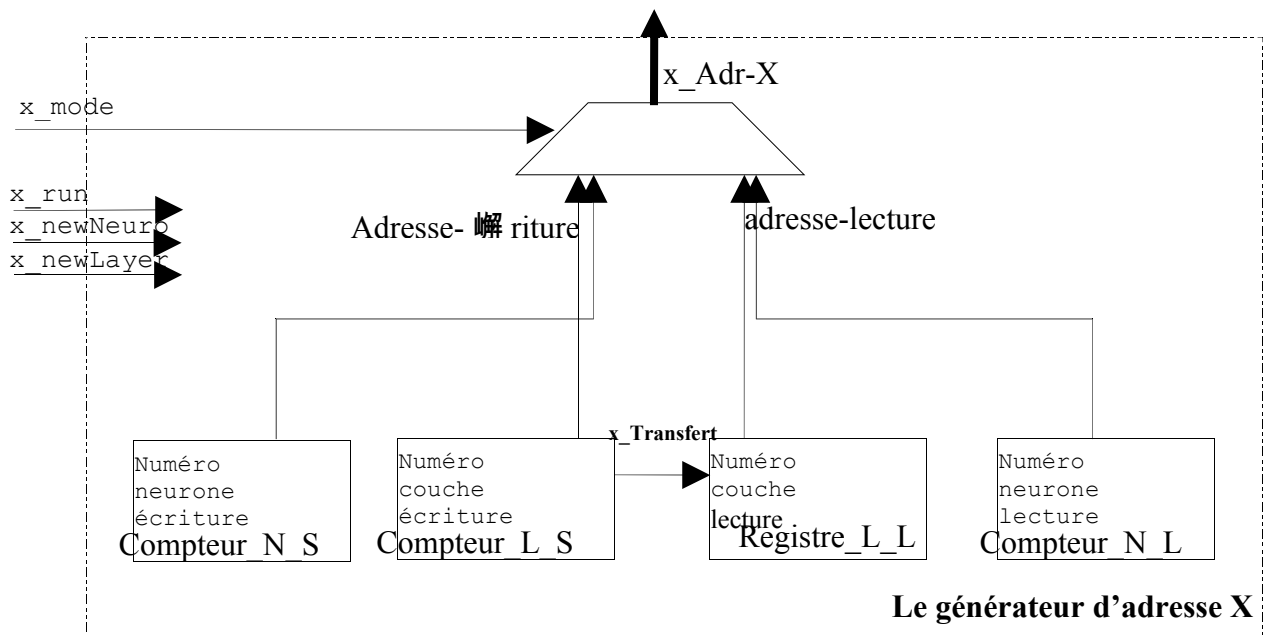 x_Adr-X
x_mode
x_run
x_newNeuro
x_newLayer
Adresse- 嶰 riture
adresse-lecture
x_Transfert
Numéro
neurone
écriture
Compteur_N_S
Numéro
couche
écriture
Compteur_L_S
Numéro
couche
lecture
Registre_L_L
Numéro
neurone
lecture
Compteur_N_L
Le générateur d’adresse X